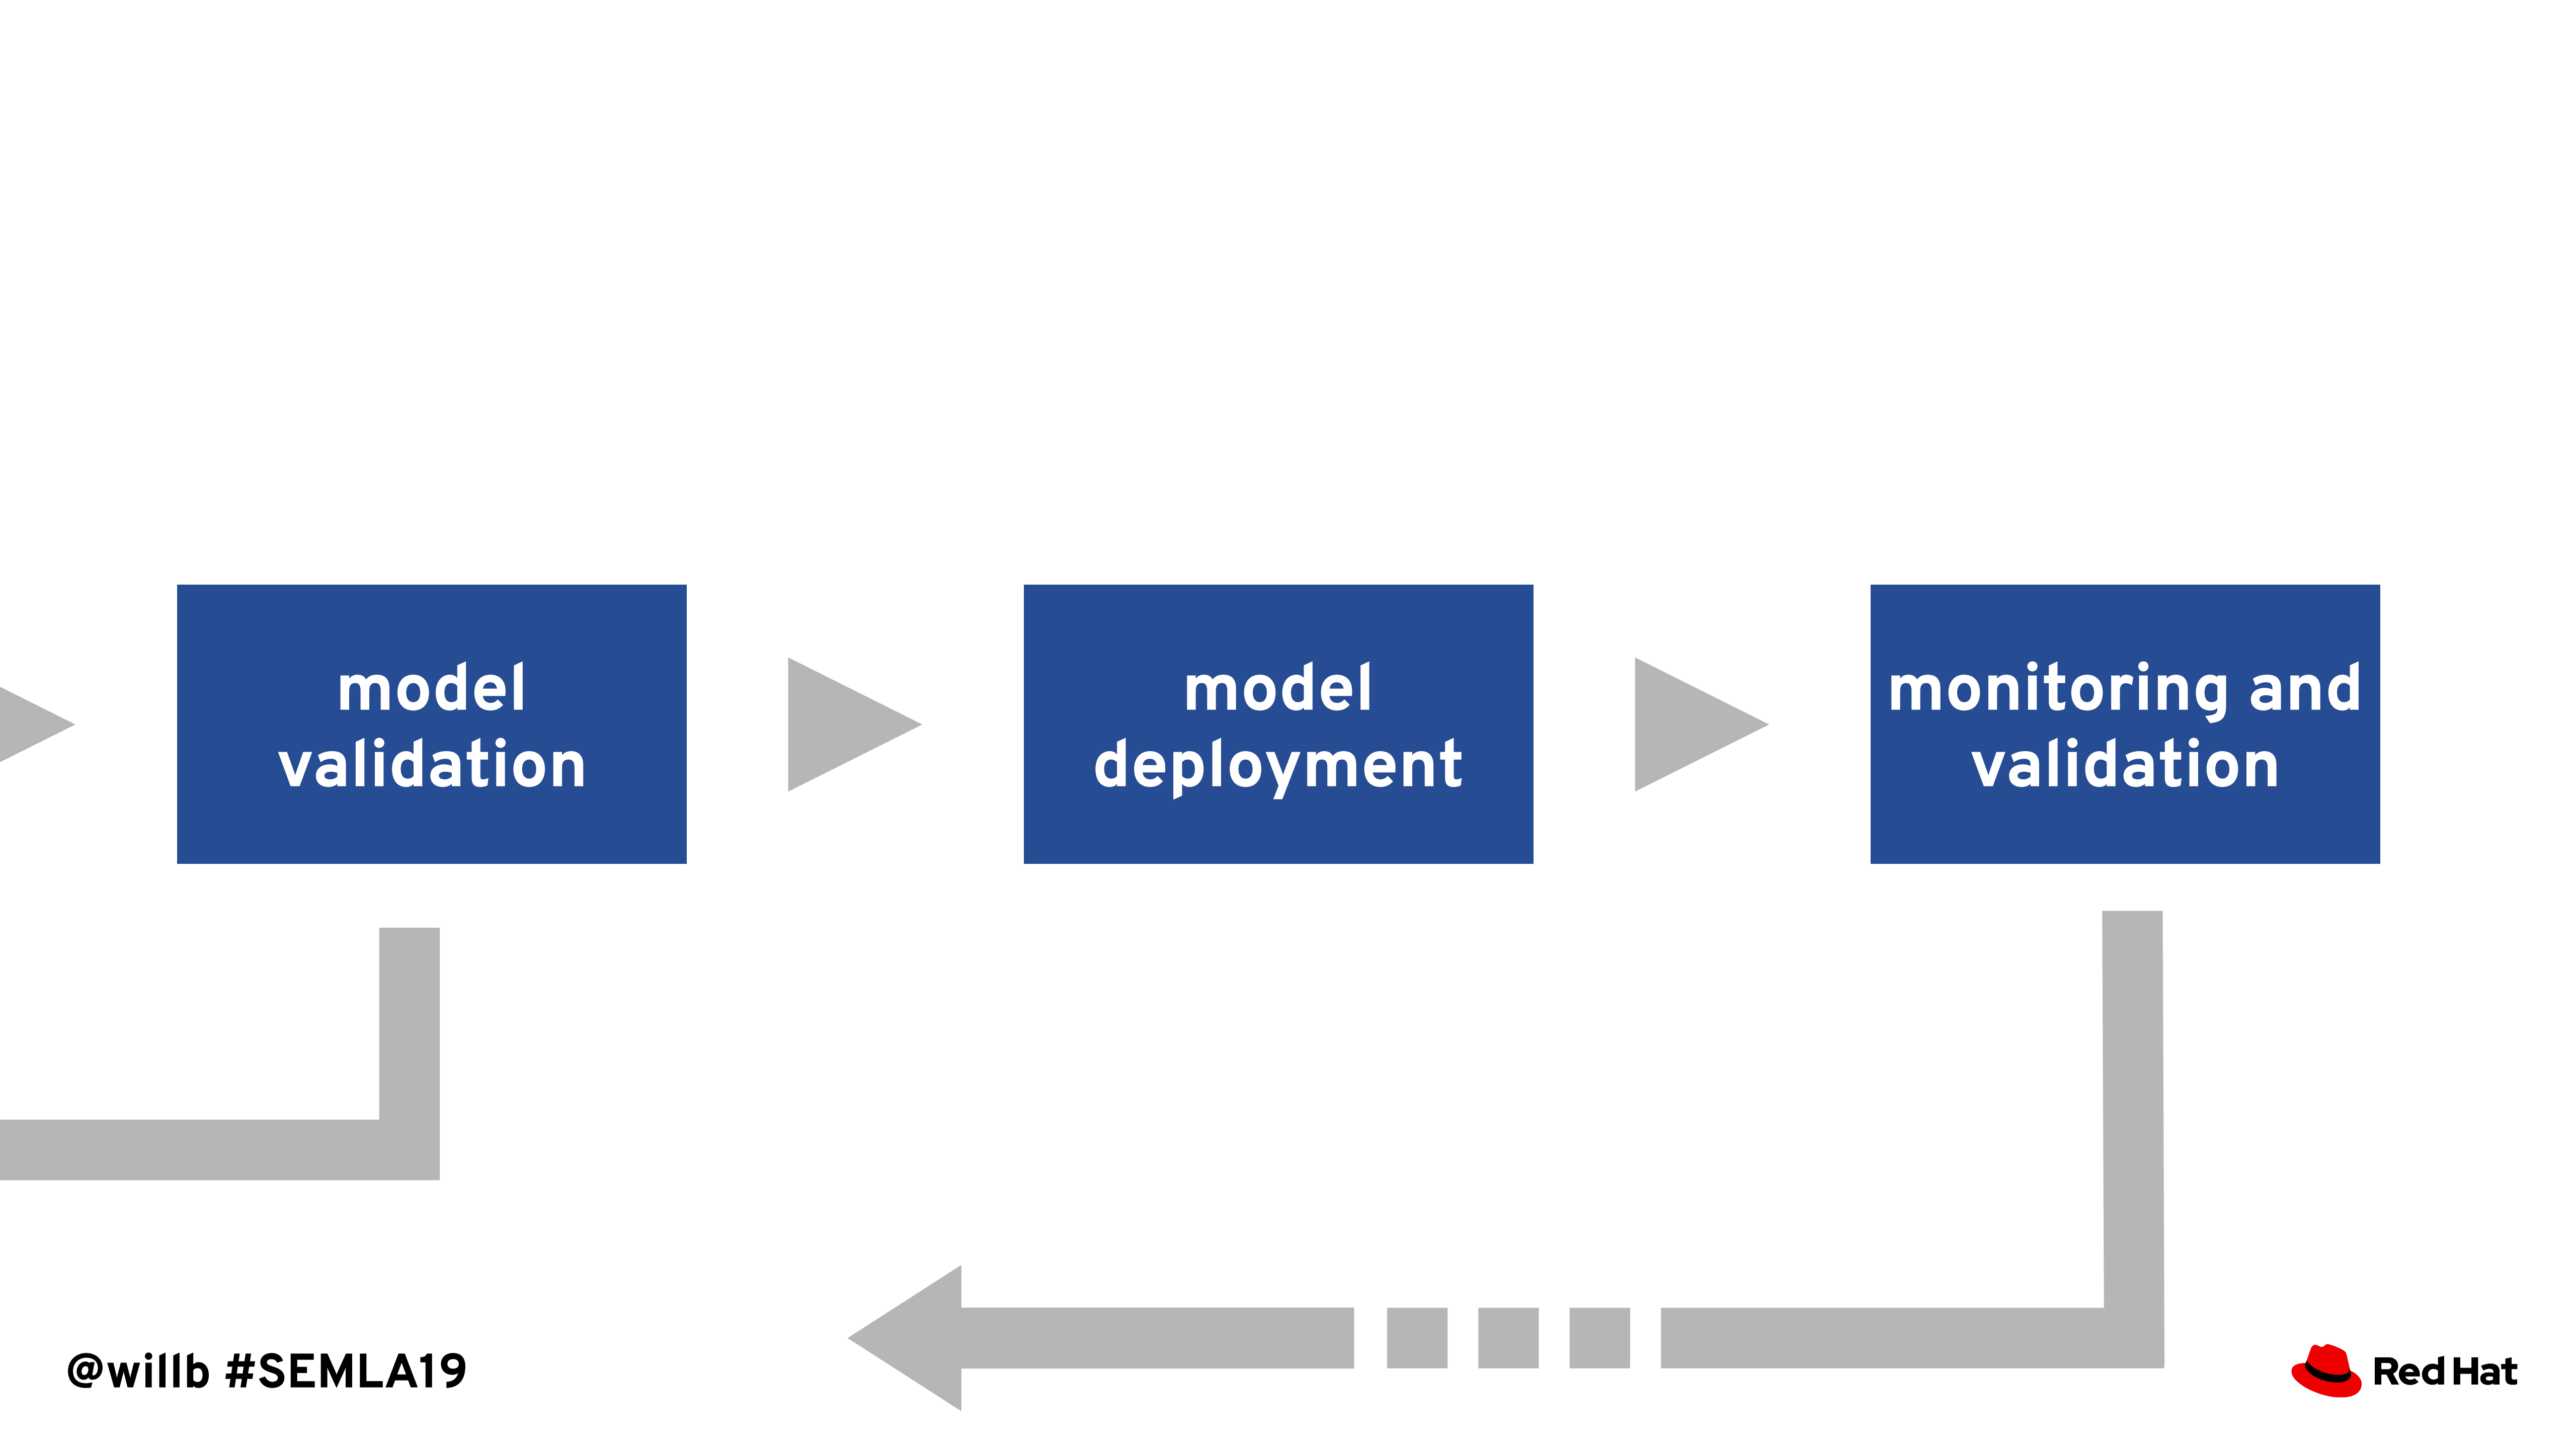 model
validation
model
deployment
monitoring and
validation
@willb #SEMLA19
Red Hat